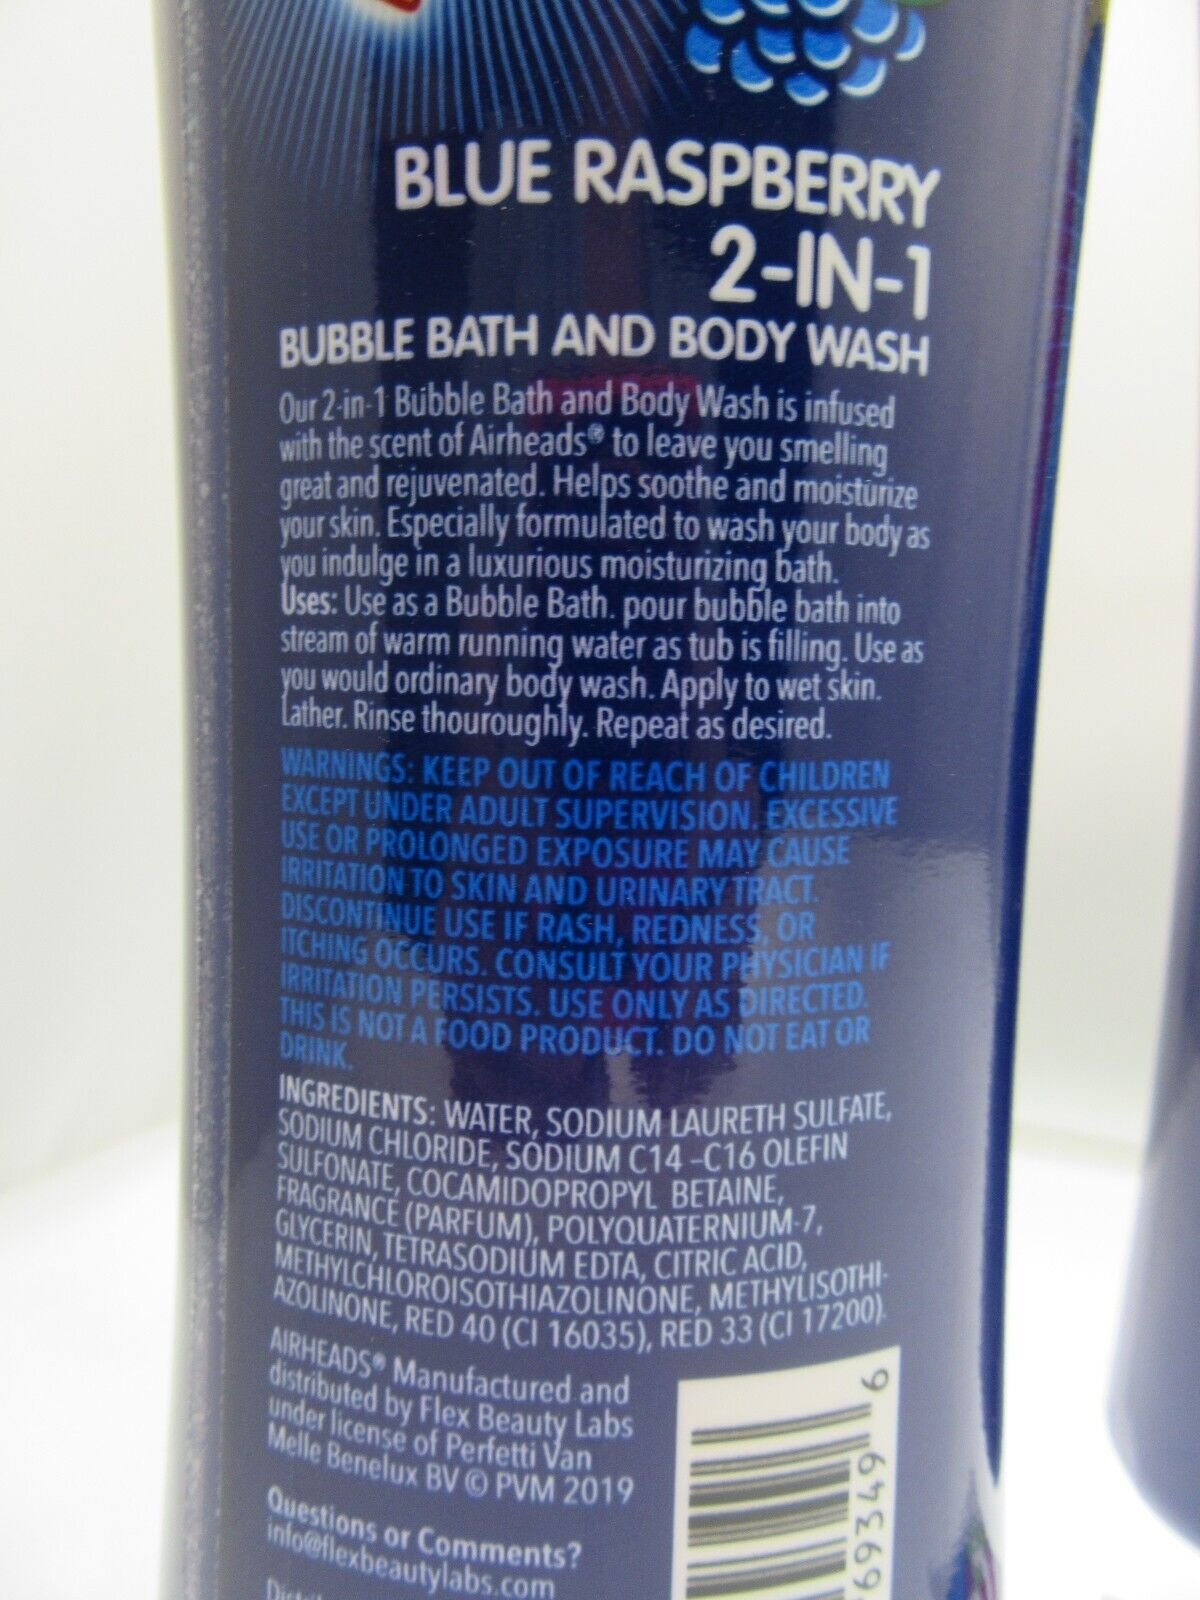 BLUE RASPBERRY
2-IN-1
BUBBLE BATH AND BODY WASH
Our 2-in-1 Bubble Bath and Body Wash is infused
with the scent of Airheads® to leave you smelling
great and rejuvenated. Helps soothe and moisturize
your skin. Especially formulated to wash your body as
you indulge in a luxurious moisturizing bath.
Uses: Use as a Bubble Bath. pour bubble bath into
stream of warm running water as tub is filling. Use as
you would ordinary body wash. Apply to wet skin.
Lather. Rinse thouroughly. Repeat as desired.
WARNINGS: KEEP OUT OF REACH OF CHILDREN
EXCEPT UNDER ADULT SUPERVISION. EXCESSIVE
USE OR PROLONGED EXPOSURE MAY CAUSE
IRRITATION TO SKIN AND URINARY TRACT.
DISCONTINUE USE IF RASH, REDNESS, OR
ITCHING OCCURS. CONSULT YOUR PHYSICIAN IF
IRRITATION PERSISTS. USE ONLY AS DIRECTED.
THIS IS NOT A FOOD PRODUCT. DO NOT EAT OR
DRINK.
INGREDIENTS: WATER, SODIUM LAURETH SULFATE,
SODIUM CHLORIDE, SODIUM C14 -C16 OLEFIN
SULFONATE, COCAMIDOPROPYL BETAINE,
FRAGRANCE (PARFUM), POLYQUATERNIUM-7,
GLYCERIN, TETRASODIUM EDTA, CITRIC ACID,
METHYLCHLOROISOTHIAZOLINONE, METHYLISOTHI-
AZOLINONE, RED 40 (CI 16035), RED 33 (CI 17200).
AIRHEADS® Manufactured and
distributed by Flex Beauty Labs
under license of Perfetti Van
Melle Benelux BV © PVM 2019
Questions or Comments?
info@flexbeautylabs.com
69349 6